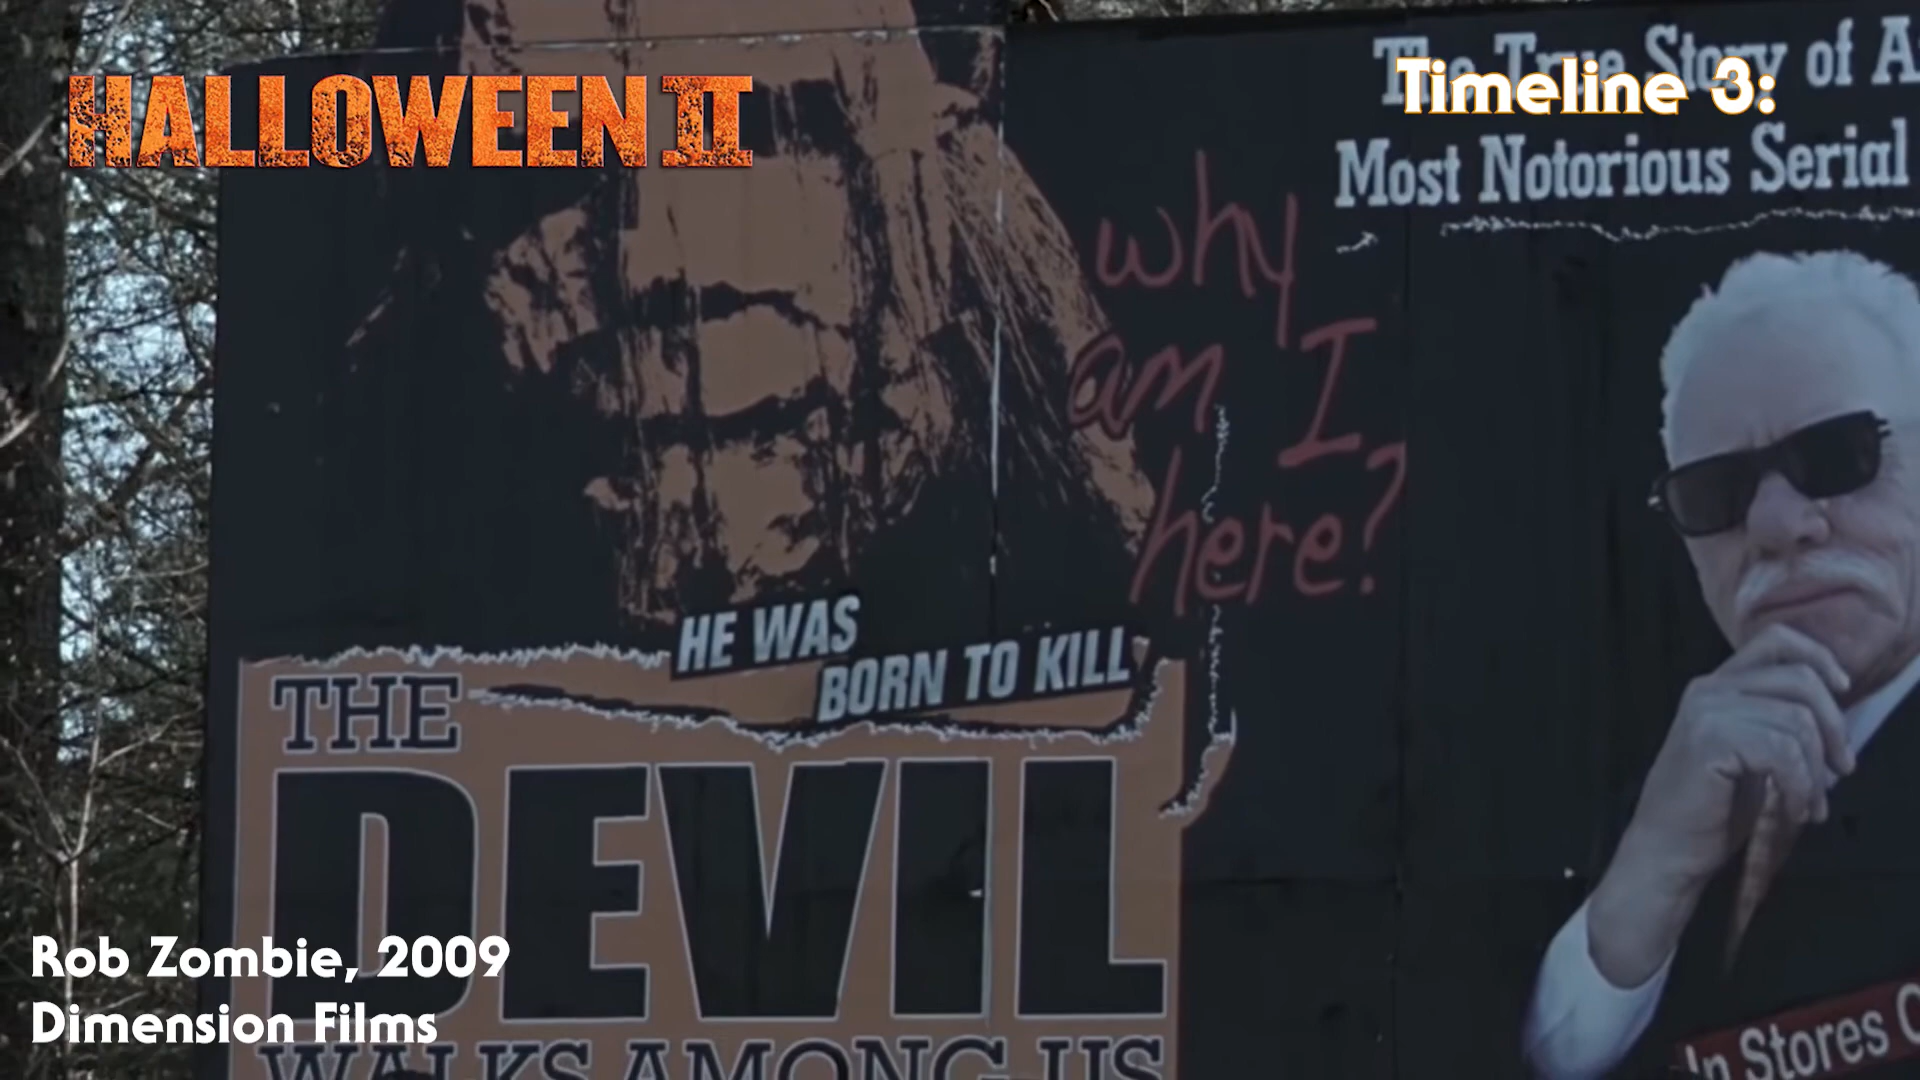 HALLOWEEN II
Timeline 3:
The True Story of A
Most Notorious Serial
why
am I
here?
HE WAS
BORN TO KILL
THE
DEVIL
WALKS AMONG US
In Stores
Rob Zombie, 2009
Dimension Films